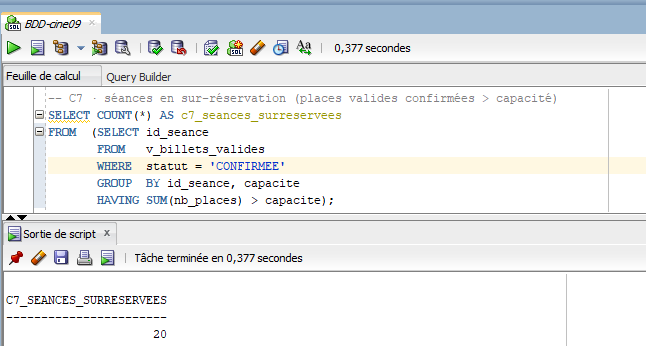 BDD-cine09
0,377 secondes
Feuille de calcul Query Builder
-- C7 · séances en sur-réservation (places valides confirmées > capacité)
SELECT COUNT(*) AS c7_seances_surreservees
FROM (SELECT id_seance
FROM v_billets_valides
WHERE statut = 'CONFIRMEE'
GROUP BY id_seance, capacite
HAVING SUM(nb_places) > capacite);
Sortie de script x
Tâche terminée en 0,377 secondes
C7_SEANCES_SURRESERVEES
-----------------------
20